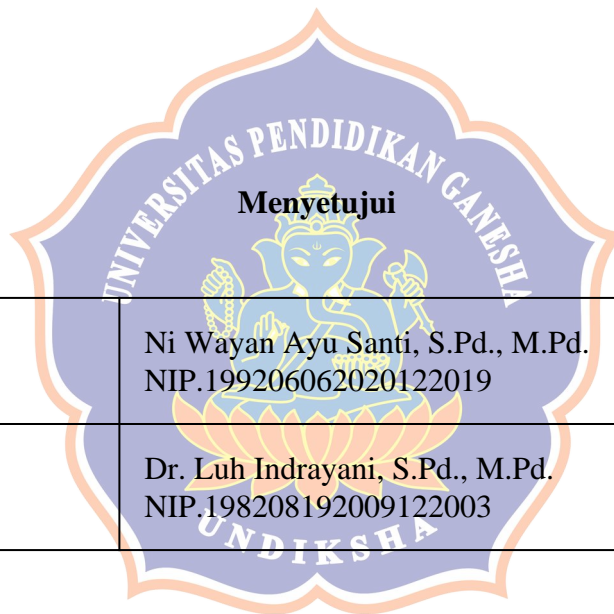 UNIVERSITAS PENDIDIKAN GANESHA
Menyetujui
Ni Wayan Ayu Santi, S.Pd., M.Pd.
NIP.199206062020122019
Dr. Luh Indrayani, S.Pd., M.Pd.
NIP.198208192009122003
UNDIKSHA